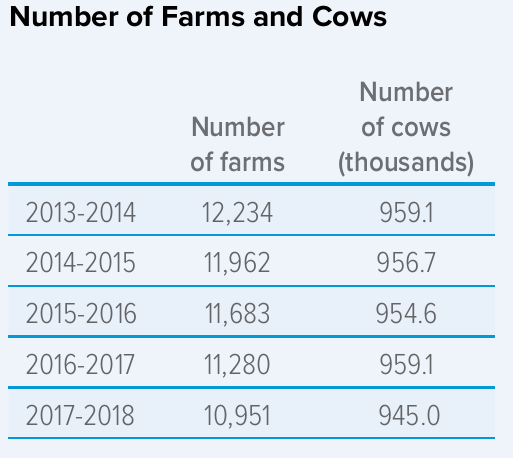 Number of Farms and Cows
Number
of farms
Number
of cows
(thousands)
2013-2014 12,234 959.1
2014-2015 11,962 956.7
2015-2016 11,683 954.6
2016-2017 11,280 959.1
2017-2018 10,951 945.0